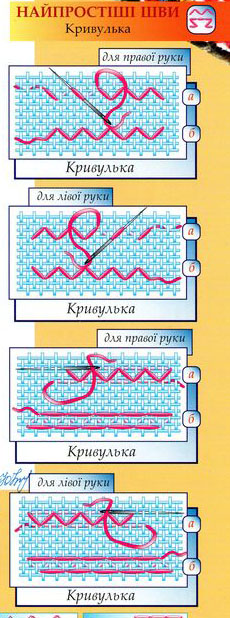 НАЙПРОСТІШІ ШВИ
Кривулька
для правої руки
а
б
Кривулька
для лівої руки
а
б
Кривулька
для правої руки
а
б
Кривулька
для лівої руки
а
б
Кривулька